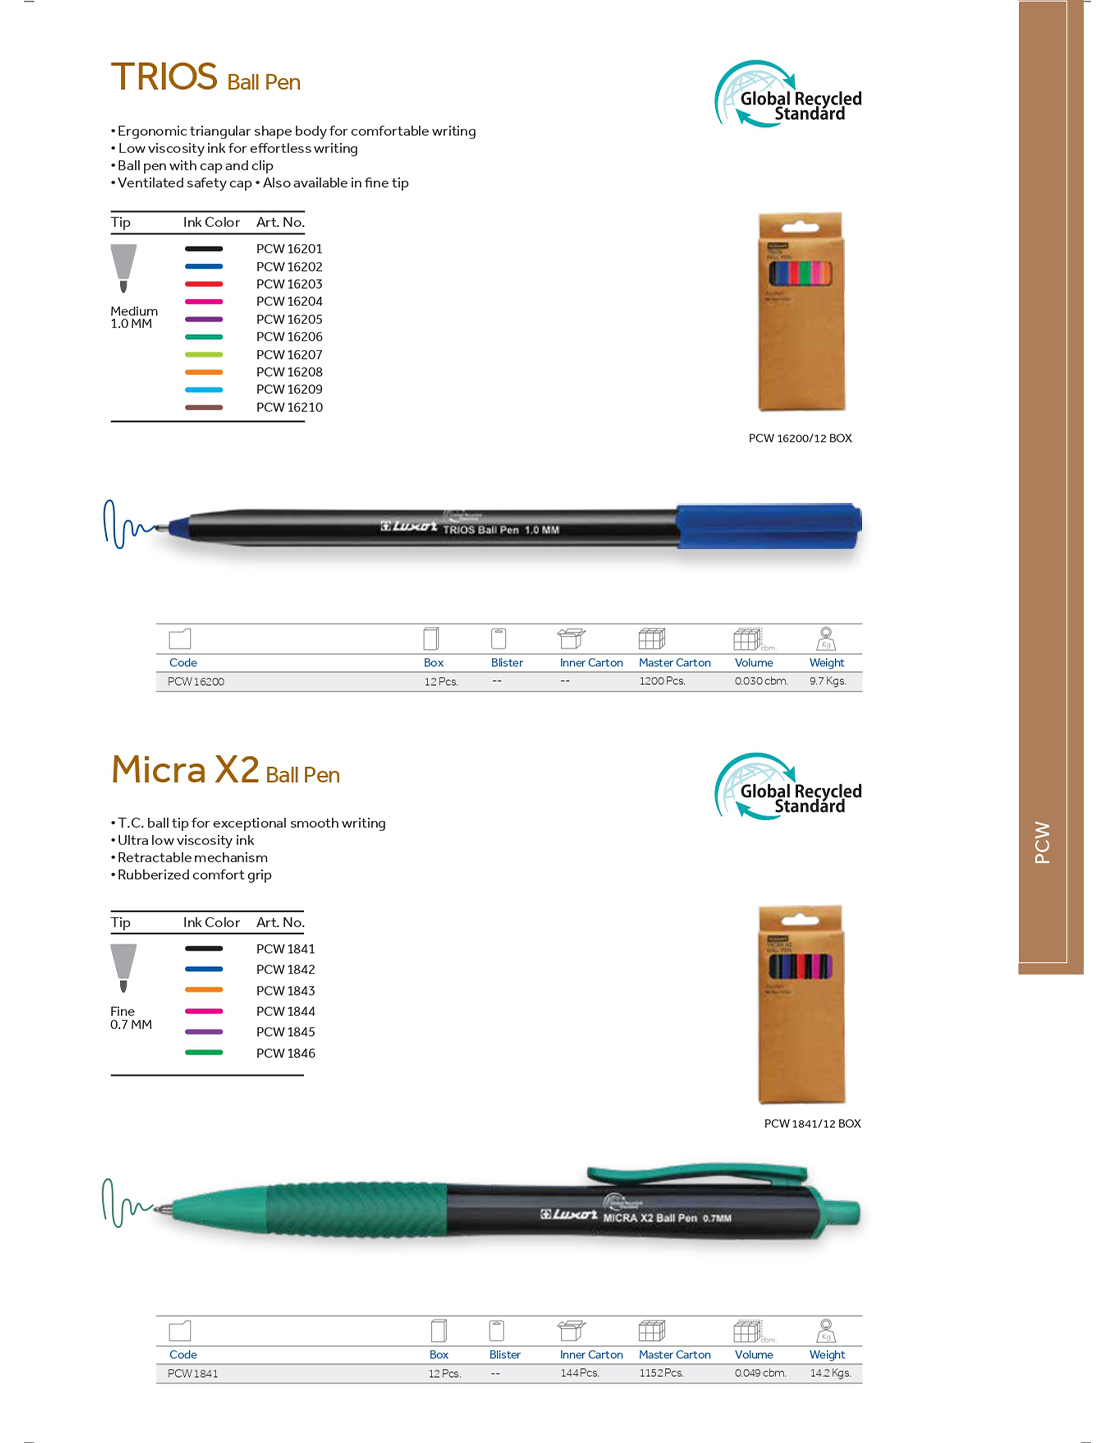 TRIOS Ball Pen
Global Recycled
Standard
• Ergonomic triangular shape body for comfortable writing
• Low viscosity ink for effortless writing
• Ball pen with cap and clip
• Ventilated safety cap • Also available in fine tip
Tip Ink Color Art. No.
PCW 16201
PCW 16202
PCW 16203
PCW 16204
PCW 16205
PCW 16206
PCW 16207
PCW 16208
PCW 16209
PCW 16210
Medium
1.0 MM
PCW 16200/12 BOX
Luxor TRIOS Ball Pen 1.0 MM
cbm. Kg
Code Box Blister Inner Carton Master Carton Volume Weight
PCW 16200 12 Pcs. -- -- 1200 Pcs. 0.030 cbm. 9.7 Kgs.
Micra X2 Ball Pen
Global Recycled
Standard
• T.C. ball tip for exceptional smooth writing
• Ultra low viscosity ink
• Retractable mechanism
• Rubberized comfort grip
Tip Ink Color Art. No.
PCW 1841
PCW 1842
PCW 1843
PCW 1844
PCW 1845
PCW 1846
Fine
0.7 MM
PCW 1841/12 BOX
Luxor MICRA X2 Ball Pen 0.7MM
cbm. Kg
Code Box Blister Inner Carton Master Carton Volume Weight
PCW 1841 12 Pcs. -- 144 Pcs. 1152 Pcs. 0.049 cbm. 14.2 Kgs.
PCW